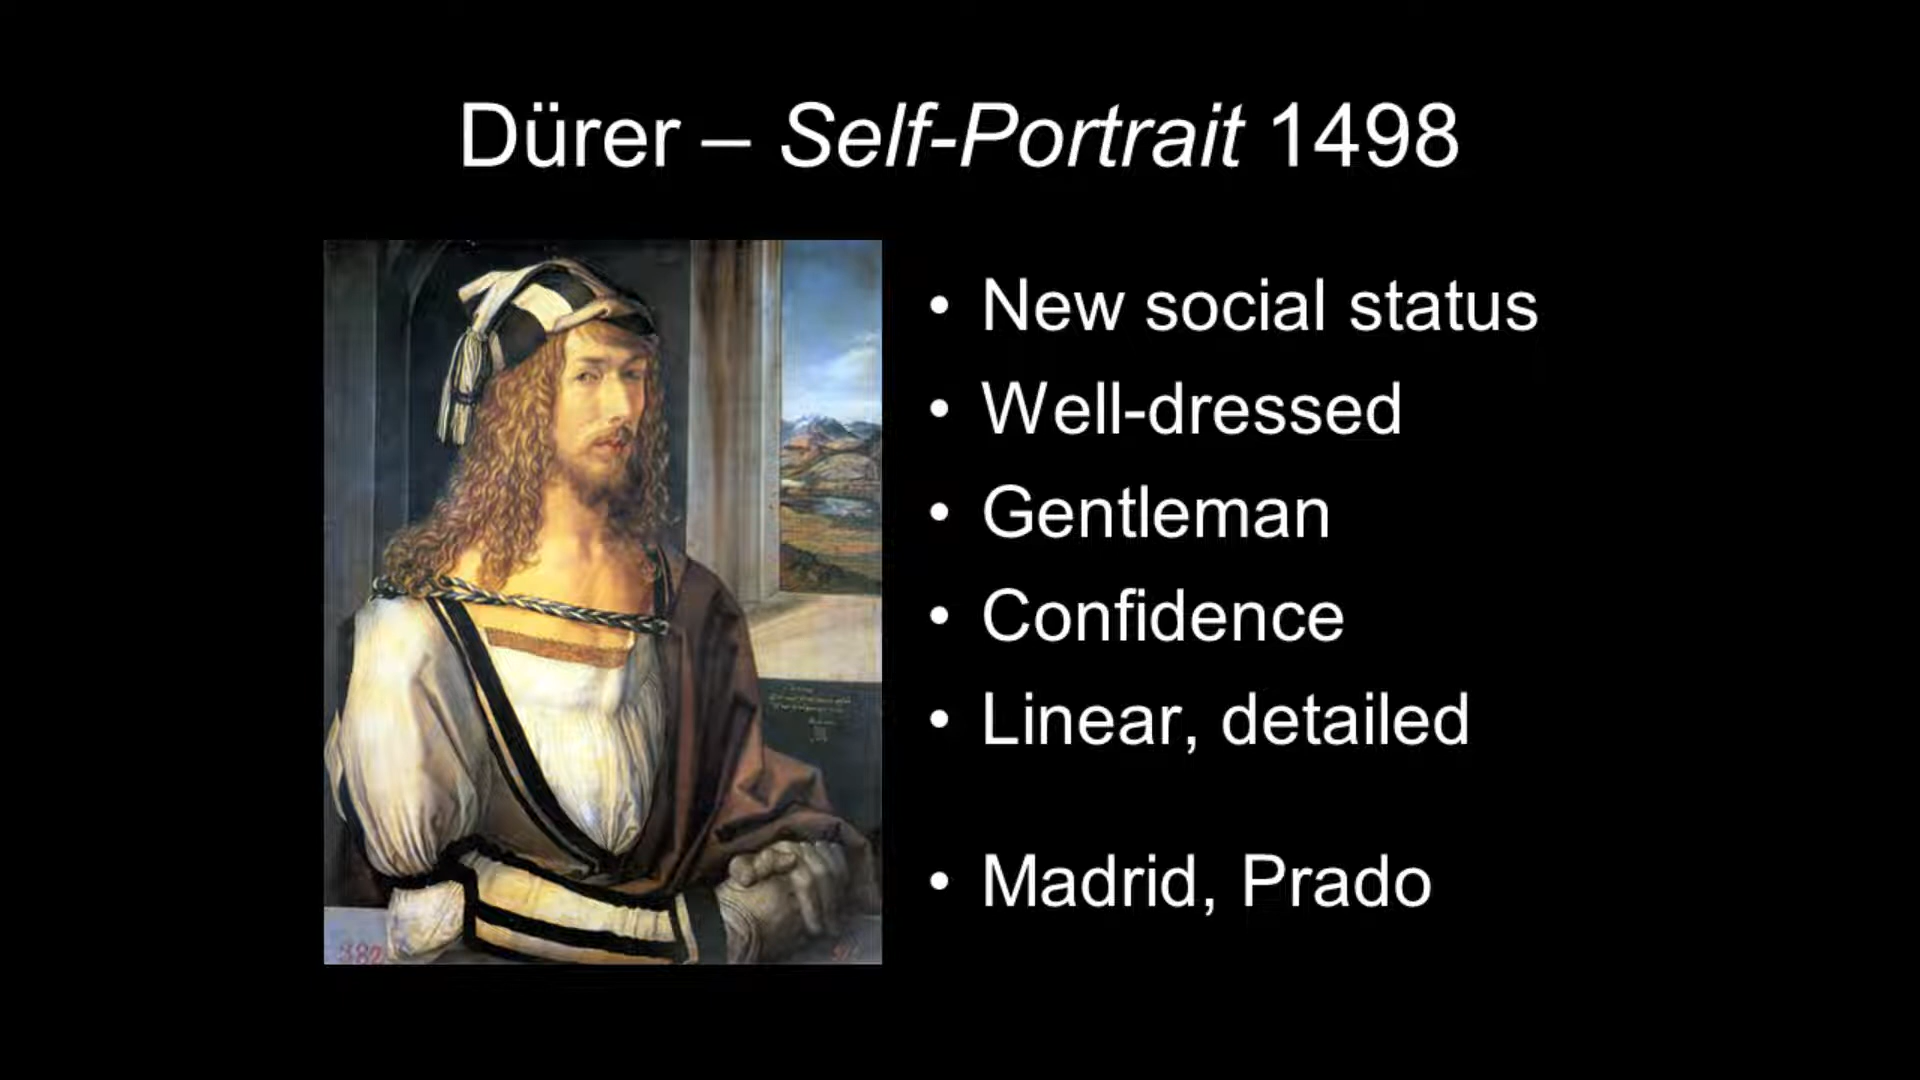 Dürer – Self-Portrait 1498
• New social status
• Well-dressed
• Gentleman
• Confidence
• Linear, detailed
• Madrid, Prado